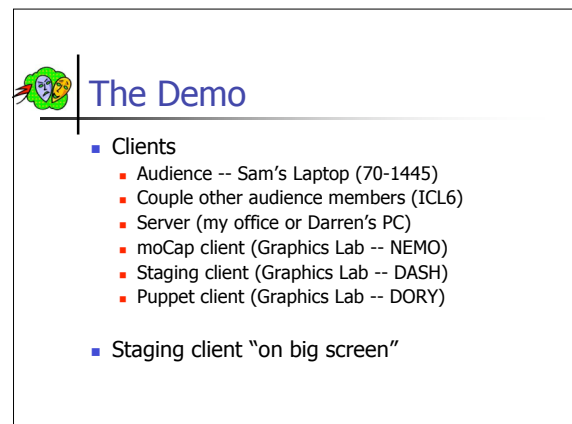 The Demo
Clients
Audience -- Sam's Laptop (70-1445)
Couple other audience members (ICL6)
Server (my office or Darren's PC)
moCap client (Graphics Lab -- NEMO)
Staging client (Graphics Lab -- DASH)
Puppet client (Graphics Lab -- DORY)
Staging client “on big screen”